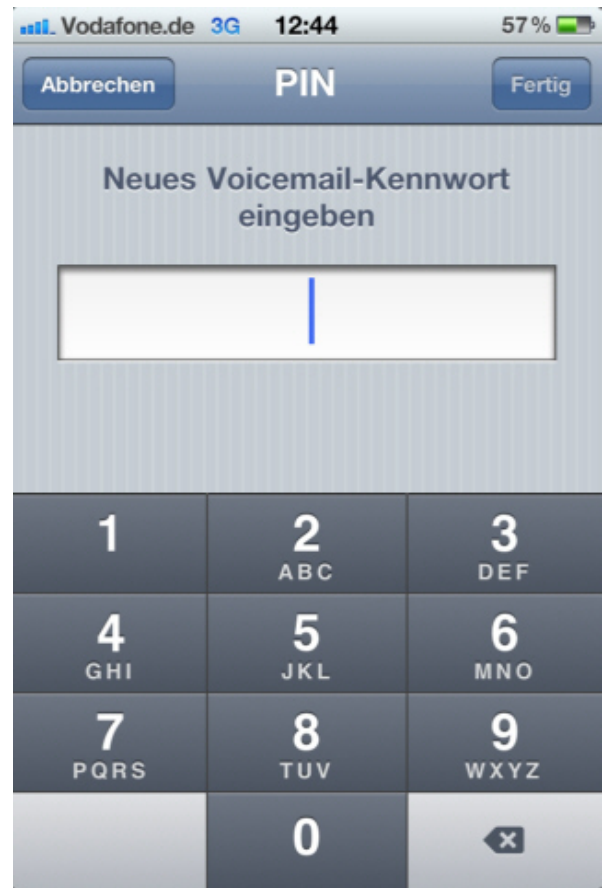 Vodafone.de 3G 12:44 57 %
Abbrechen PIN Fertig
Neues Voicemail-Kennwort
eingeben
1 2 3
ABC DEF
4 5 6
GHI JKL MNO
7 8 9
PQRS TUV WXYZ
0